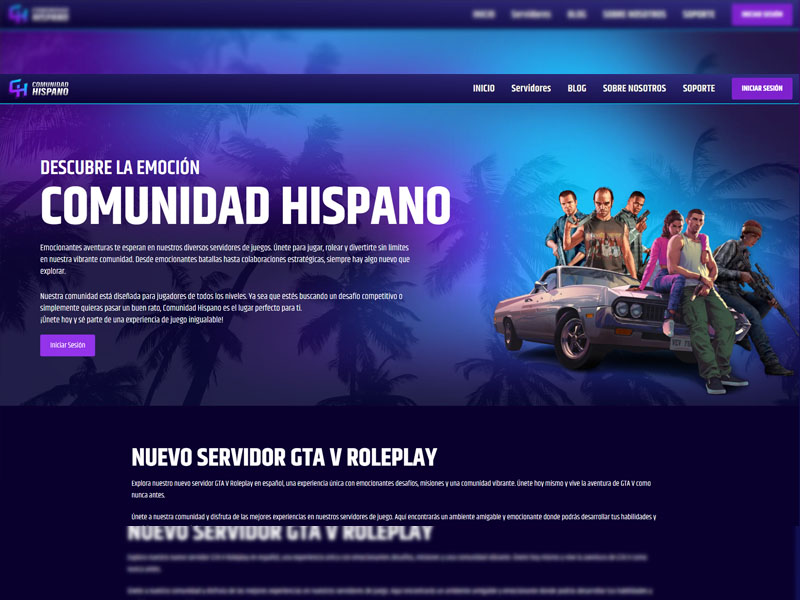 INICIO Servidores BLOG SOBRE NOSOTROS SOPORTE INICIAR SESIÓN
COMUNIDAD
HISPANO
INICIO Servidores BLOG SOBRE NOSOTROS SOPORTE INICIAR SESIÓN
DESCUBRE LA EMOCIÓN
COMUNIDAD HISPANO
Emocionantes aventuras te esperan en nuestros diversos servidores de juegos. Únete para jugar, rolear y divertirte sin límites
en nuestra vibrante comunidad. Desde emocionantes batallas hasta colaboraciones estratégicas, siempre hay algo nuevo que
explorar.
Nuestra comunidad está diseñada para jugadores de todos los niveles. Ya sea que estés buscando un desafío competitivo o
simplemente quieras pasar un buen rato, Comunidad Hispano es el lugar perfecto para ti.
¡Únete hoy y sé parte de una experiencia de juego inigualable!
Iniciar Sesión
NUEVO SERVIDOR GTA V ROLEPLAY
Explora nuestro nuevo servidor GTA V Roleplay en español, una experiencia única con emocionantes desafíos, misiones y una comunidad vibrante. Únete hoy mismo y vive la aventura de GTA V como
nunca antes.
Únete a nuestra comunidad y disfruta de las mejores experiencias en nuestros servidores de juego. Aquí encontrarás un ambiente amigable y emocionante donde podrás desarrollar tus habilidades y
NUEVO SERVIDOR GTA V ROLEPLAY